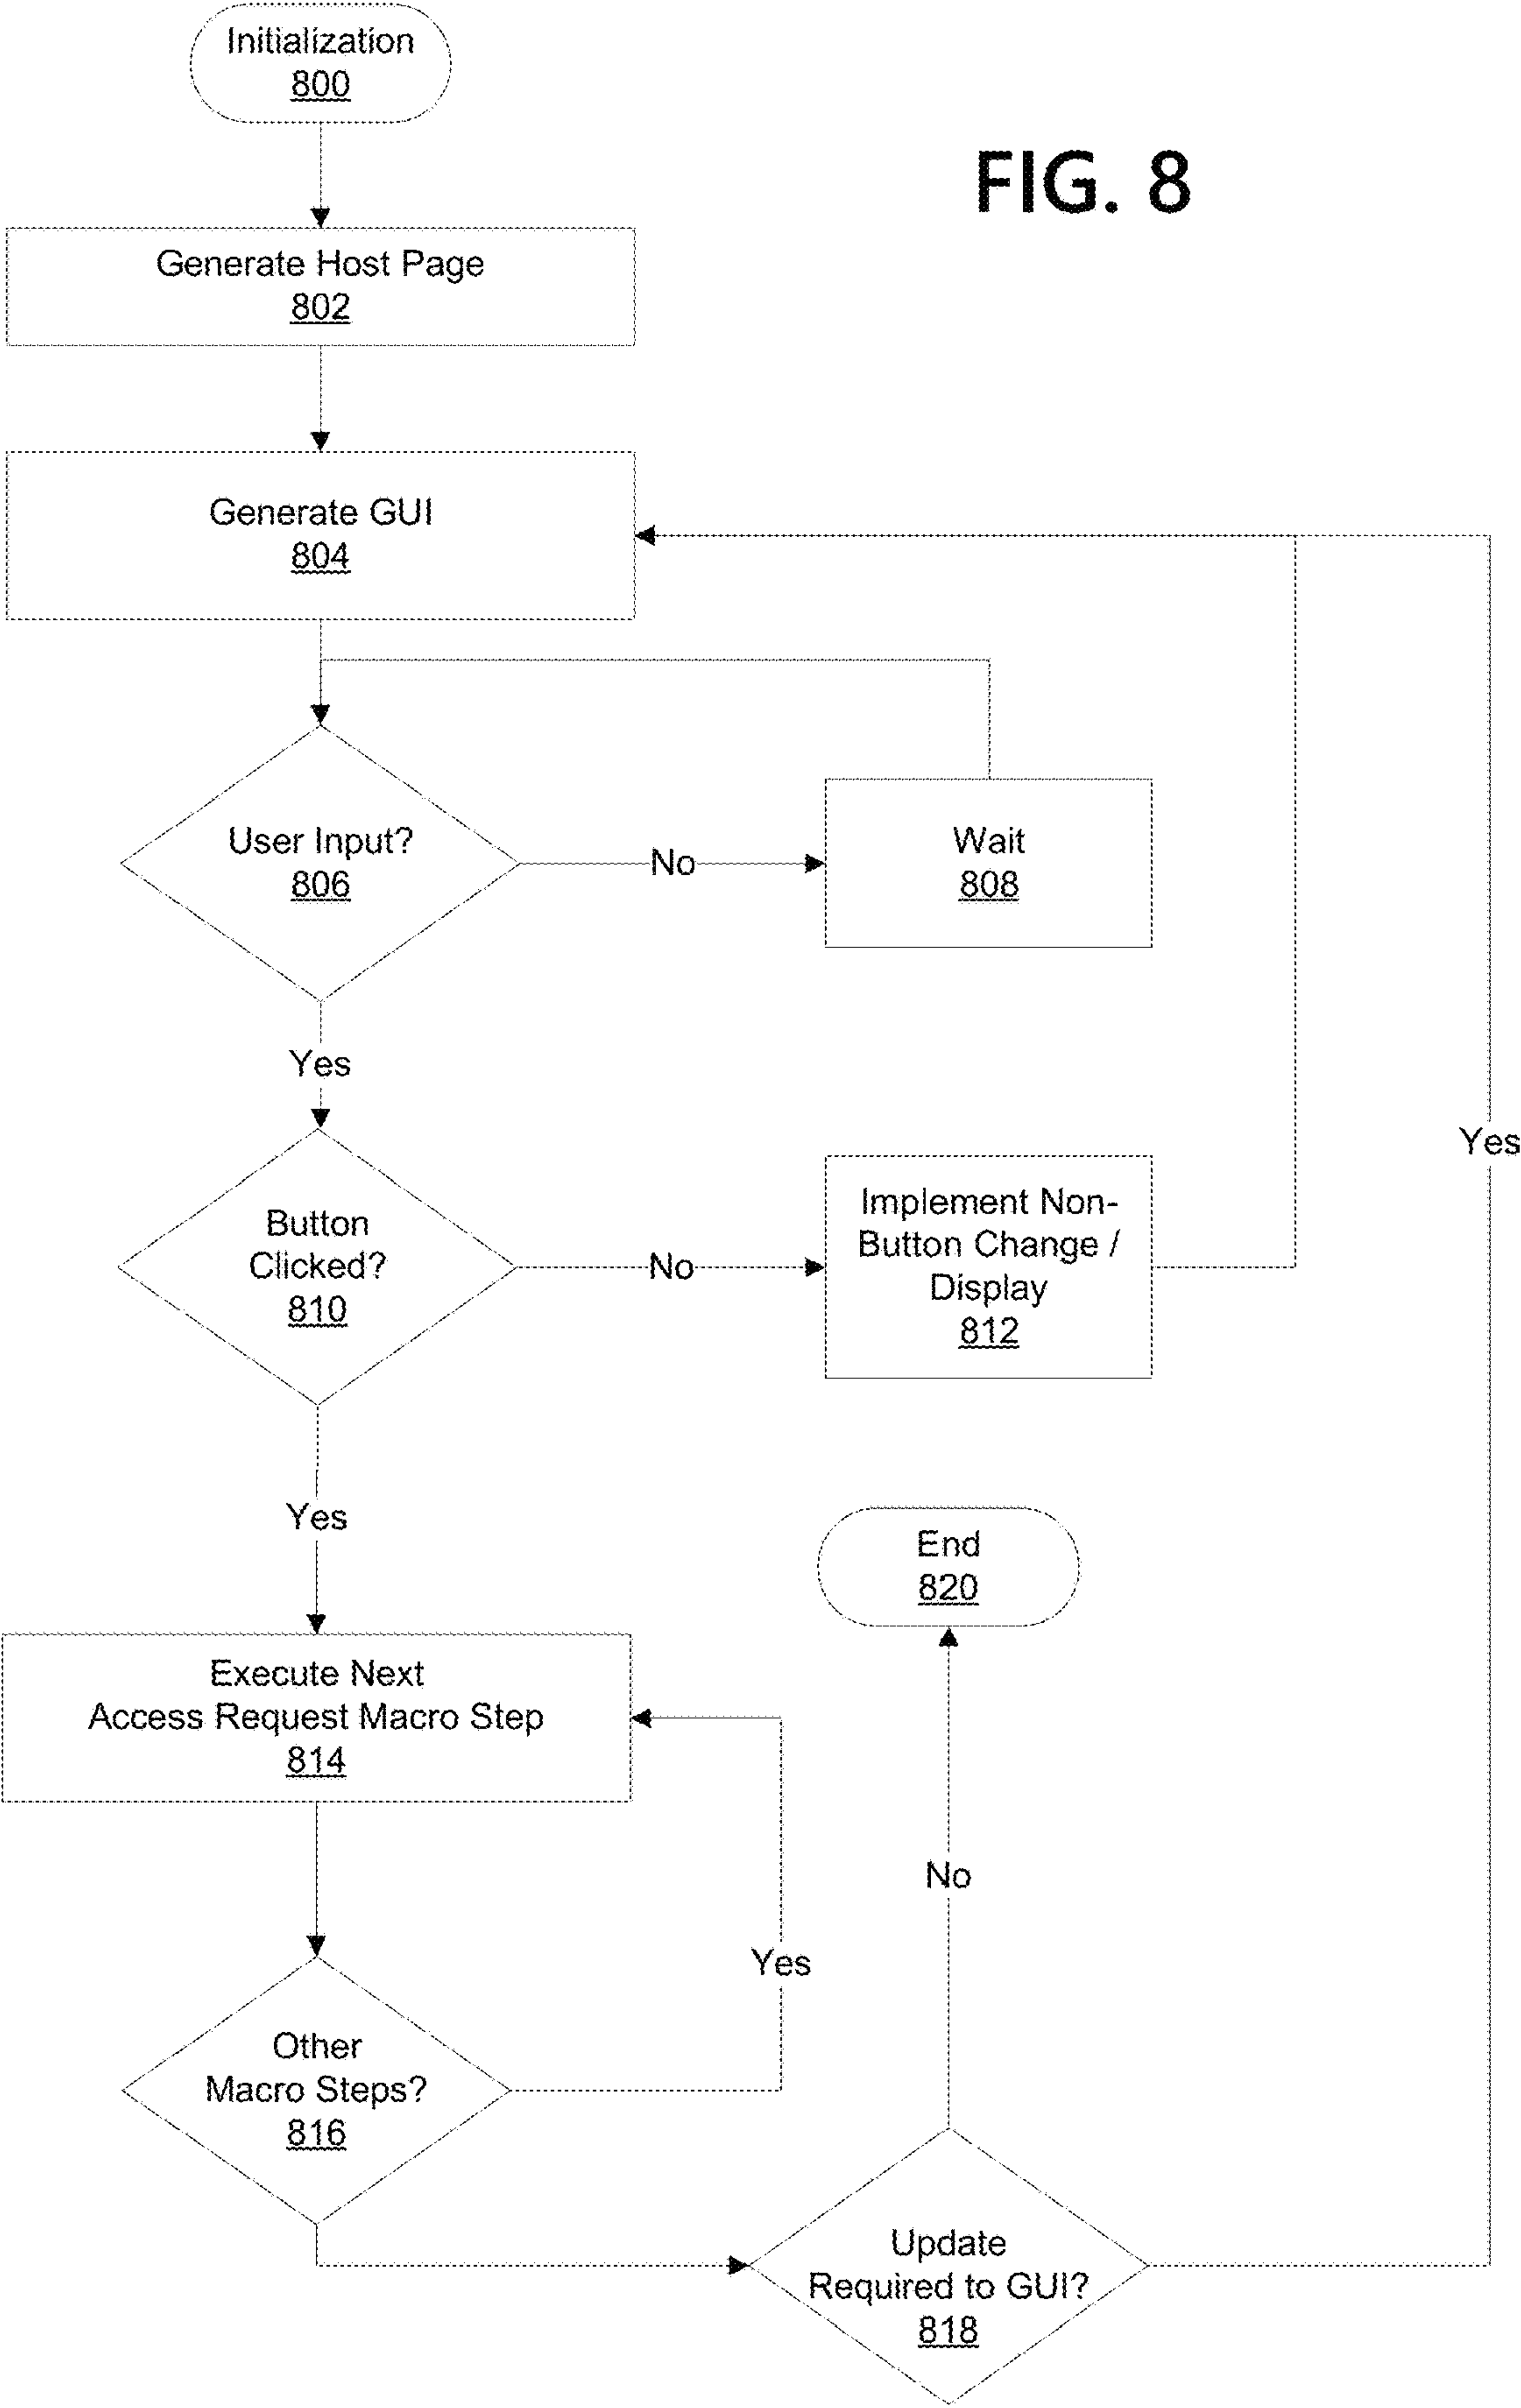 Initialization
800
FIG. 8
Generate Host Page
802
Generate GUI
804
User Input?
806
No
Wait
808
Yes
Yes
Button
Clicked?
810
No
Implement Non-
Button Change /
Display
812
Yes
End
820
Execute Next
Access Request Macro Step
814
No
Yes
Other
Macro Steps?
816
Update
Required to GUI?
818